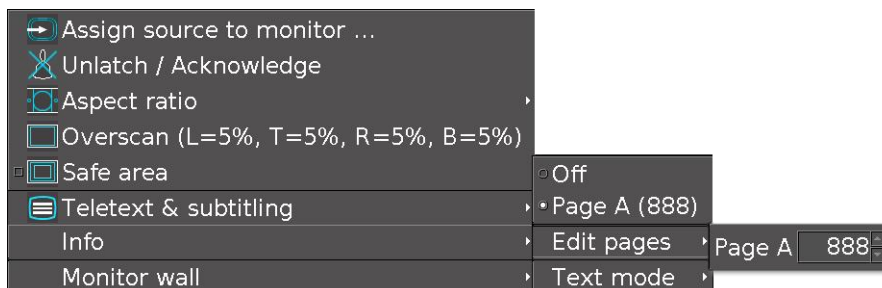 Assign source to monitor ...
Unlatch / Acknowledge
Aspect ratio
Overscan (L=5%, T=5%, R=5%, B=5%)
Safe area
Teletext & subtitling
Info
Monitor wall
Off
Page A (888)
Edit pages
Text mode
Page A 888